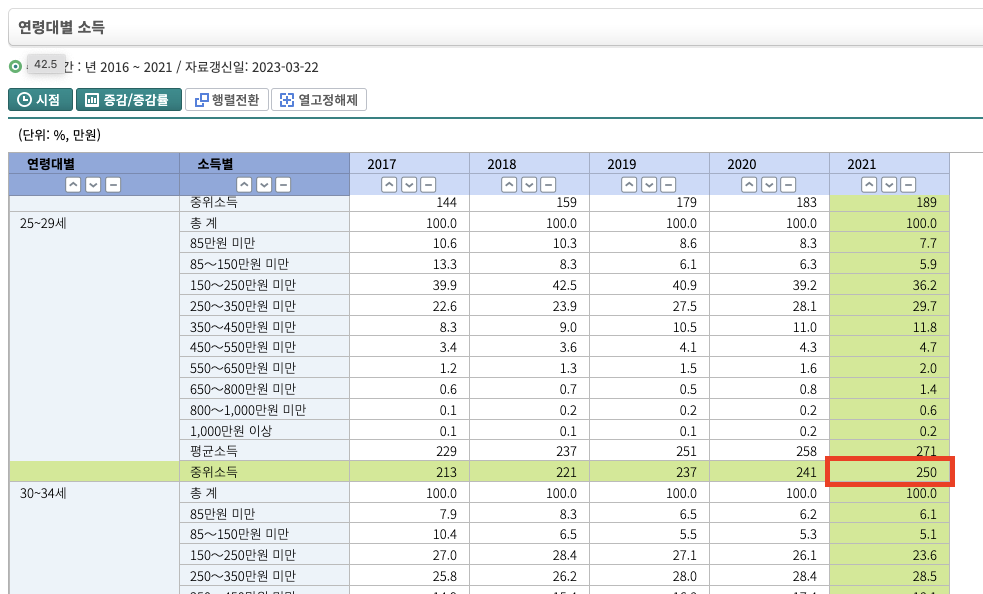 연령대별 소득
42.5 간 : 년 2016 ~ 2021 / 자료갱신일: 2023-03-22
시점 증감/증감률 행렬전환 열고정해제
(단위: %, 만원)
연령대별 소득별 2017 2018 2019 2020 2021
중위소득 144 159 179 183 189
25~29세 총 계 100.0 100.0 100.0 100.0 100.0
85만원 미만 10.6 10.3 8.6 8.3 7.7
85～150만원 미만 13.3 8.3 6.1 6.3 5.9
150～250만원 미만 39.9 42.5 40.9 39.2 36.2
250～350만원 미만 22.6 23.9 27.5 28.1 29.7
350～450만원 미만 8.3 9.0 10.5 11.0 11.8
450～550만원 미만 3.4 3.6 4.1 4.3 4.7
550～650만원 미만 1.2 1.3 1.5 1.6 2.0
650～800만원 미만 0.6 0.7 0.5 0.8 1.4
800～1,000만원 미만 0.1 0.2 0.2 0.2 0.6
1,000만원 이상 0.1 0.1 0.1 0.2 0.2
평균소득 229 237 251 258 271
중위소득 213 221 237 241 250
30~34세 총 계 100.0 100.0 100.0 100.0 100.0
85만원 미만 7.9 8.3 6.5 6.2 6.1
85～150만원 미만 10.4 6.5 5.5 5.3 5.1
150～250만원 미만 27.0 28.4 27.1 26.1 23.6
250～350만원 미만 25.8 26.2 28.0 28.4 28.5